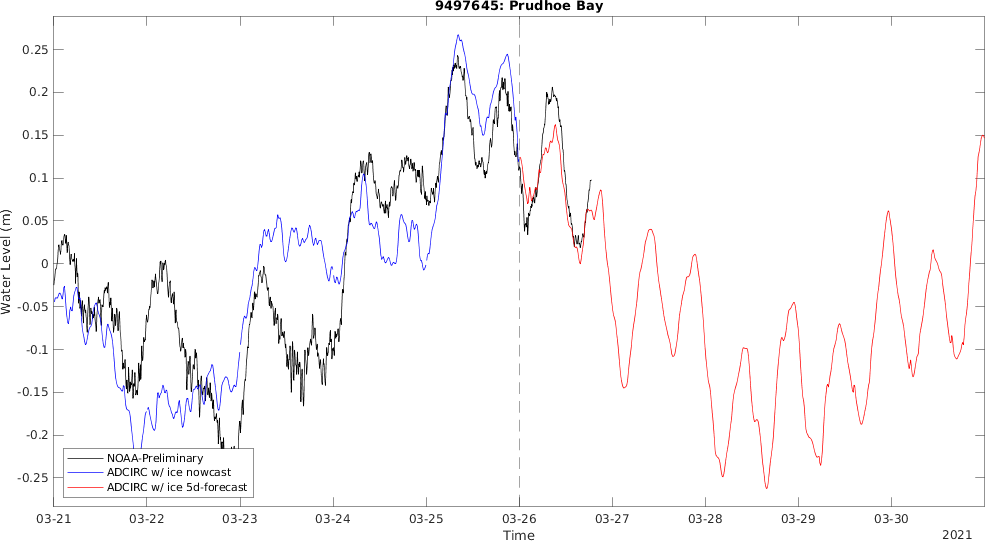 9497645: Prudhoe Bay
Water Level (m)
0.25
0.2
0.15
0.1
0.05
0
-0.05
-0.1
-0.15
-0.2
-0.25
NOAA-Preliminary
ADCIRC w/ ice nowcast
ADCIRC w/ ice 5d-forecast
03-21 03-22 03-23 03-24 03-25 03-26 03-27 03-28 03-29 03-30
Time
2021